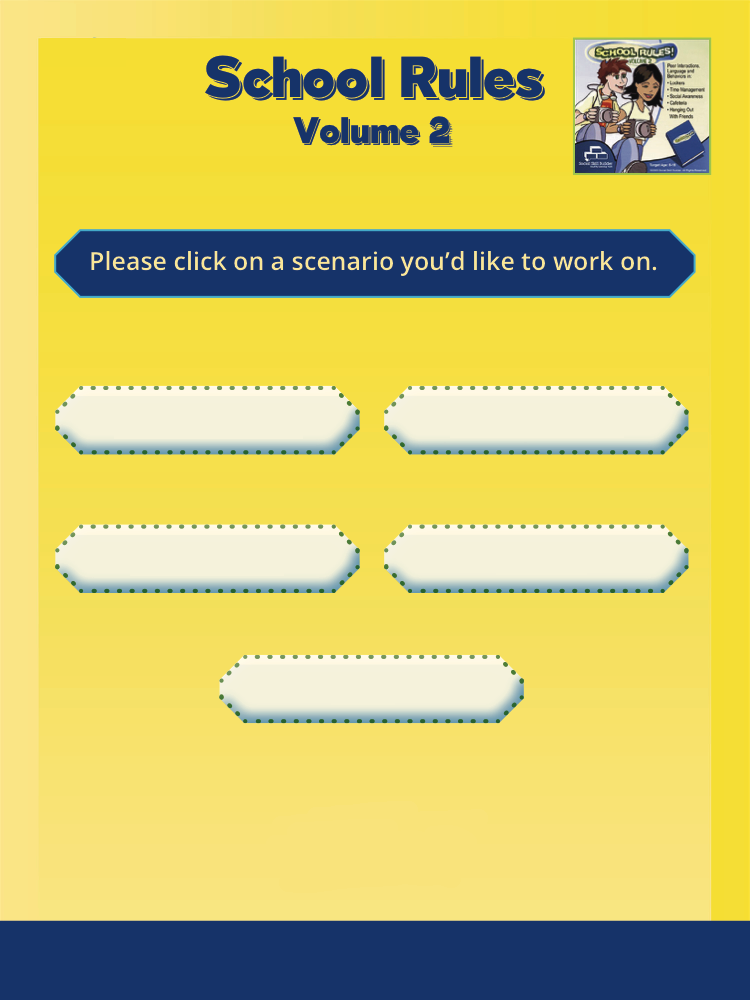 School Rules
Volume 2
SCHOOL RULES!
VOLUME 2
Peer Interactions,
Language and
Behaviors in:
• Lockers
• Time Management
• Social Awareness
• Cafeteria
• Hanging Out
With Friends
Please click on a scenario you’d like to work on.